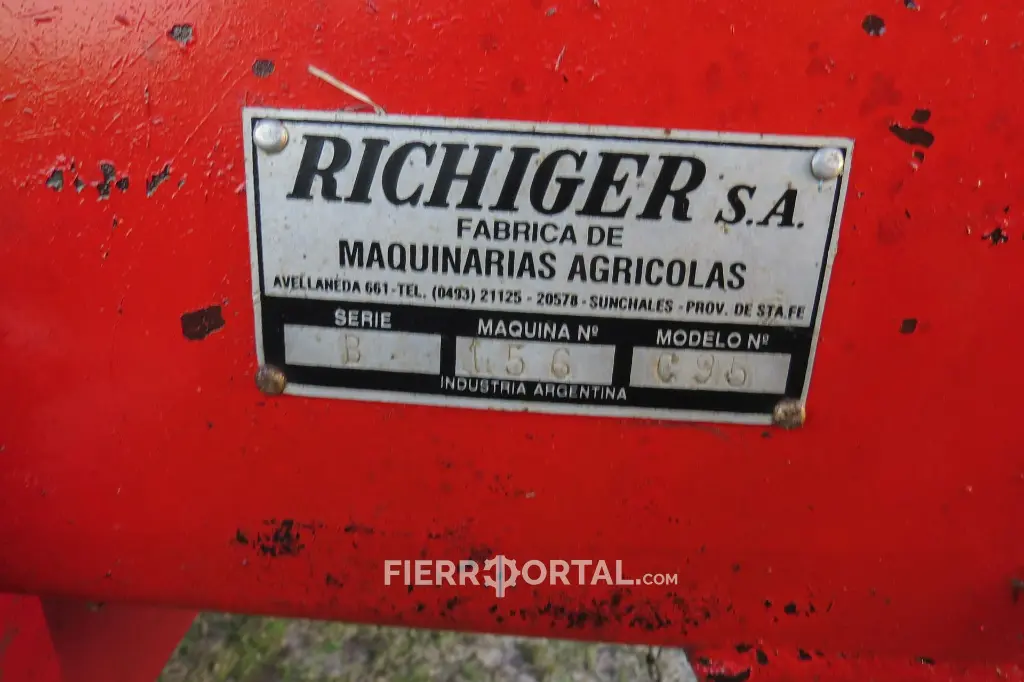 RICHIGER S.A.
FABRICA DE
MAQUINARIAS AGRICOLAS
AVELLANEDA 661-TEL. (0493) 21125 - 20578 - SUNCHALES - PROV. DE STA.FE
SERIE MAQUINA Nº MODELO Nº
B 156 C95
INDUSTRIA ARGENTINA
FIERROPORTAL.COM